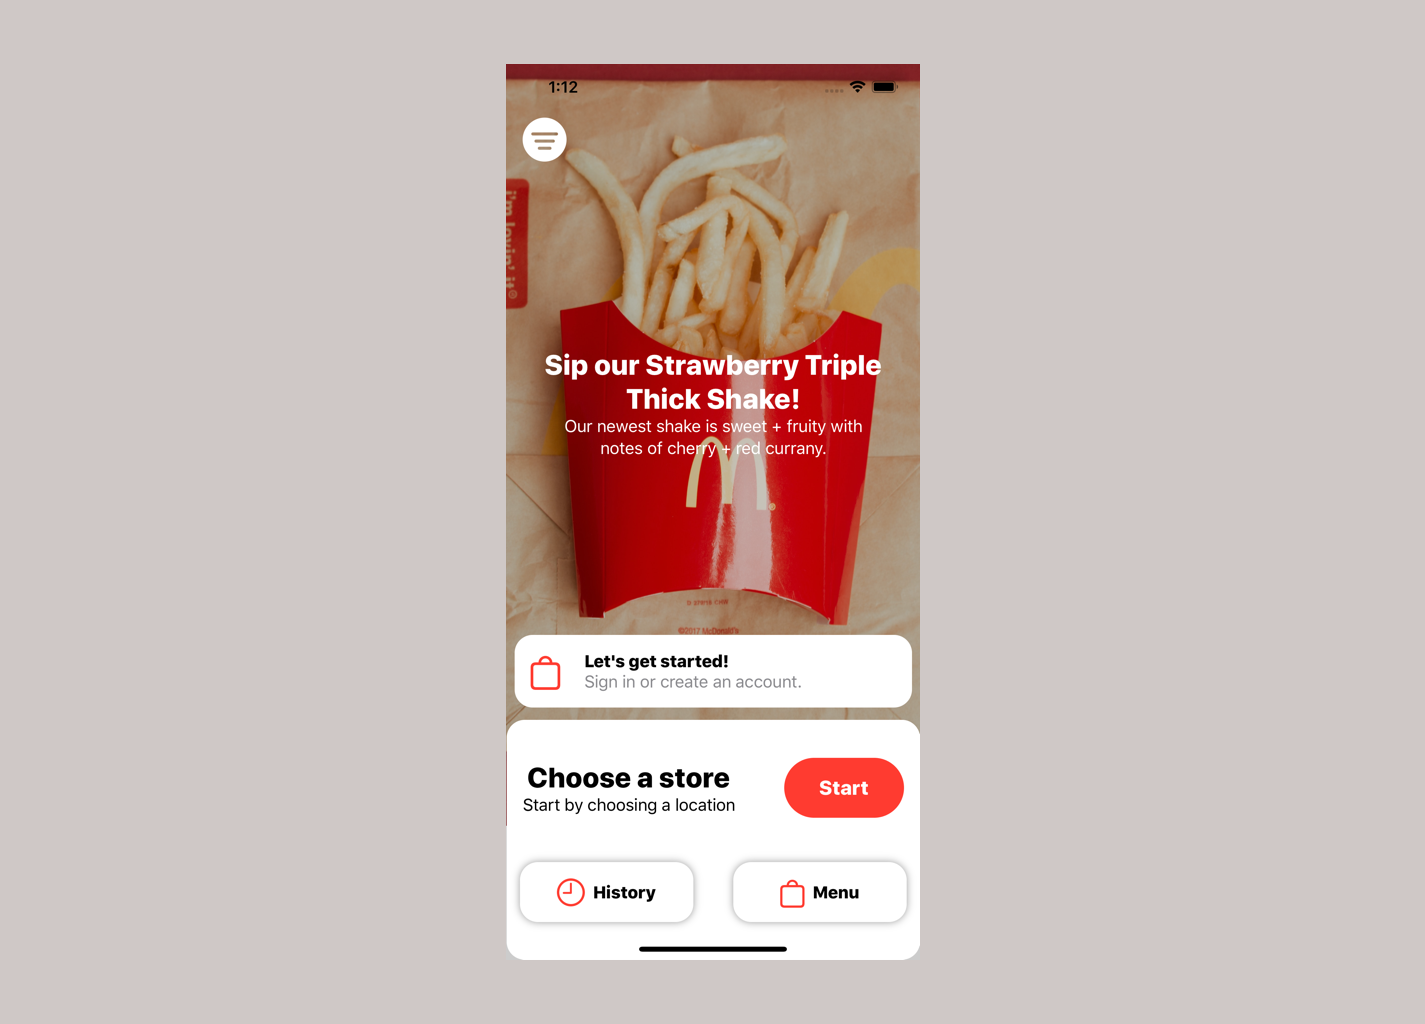 1:12
i'm lovin' it®
Sip our Strawberry Triple
Thick Shake!
Our newest shake is sweet + fruity with
notes of cherry + red currany.
©2017 McDonald's
Let's get started!
Sign in or create an account.
Choose a store
Start by choosing a location
Start
History
Menu